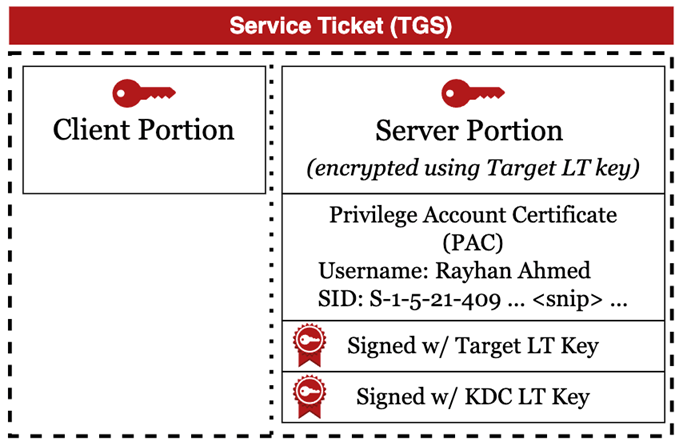 Service Ticket (TGS)
Client Portion
Server Portion
(encrypted using Target LT key)
Privilege Account Certificate
(PAC)
Username: Rayhan Ahmed
SID: S-1-5-21-409 ... <snip> ...
Signed w/ Target LT Key
Signed w/ KDC LT Key